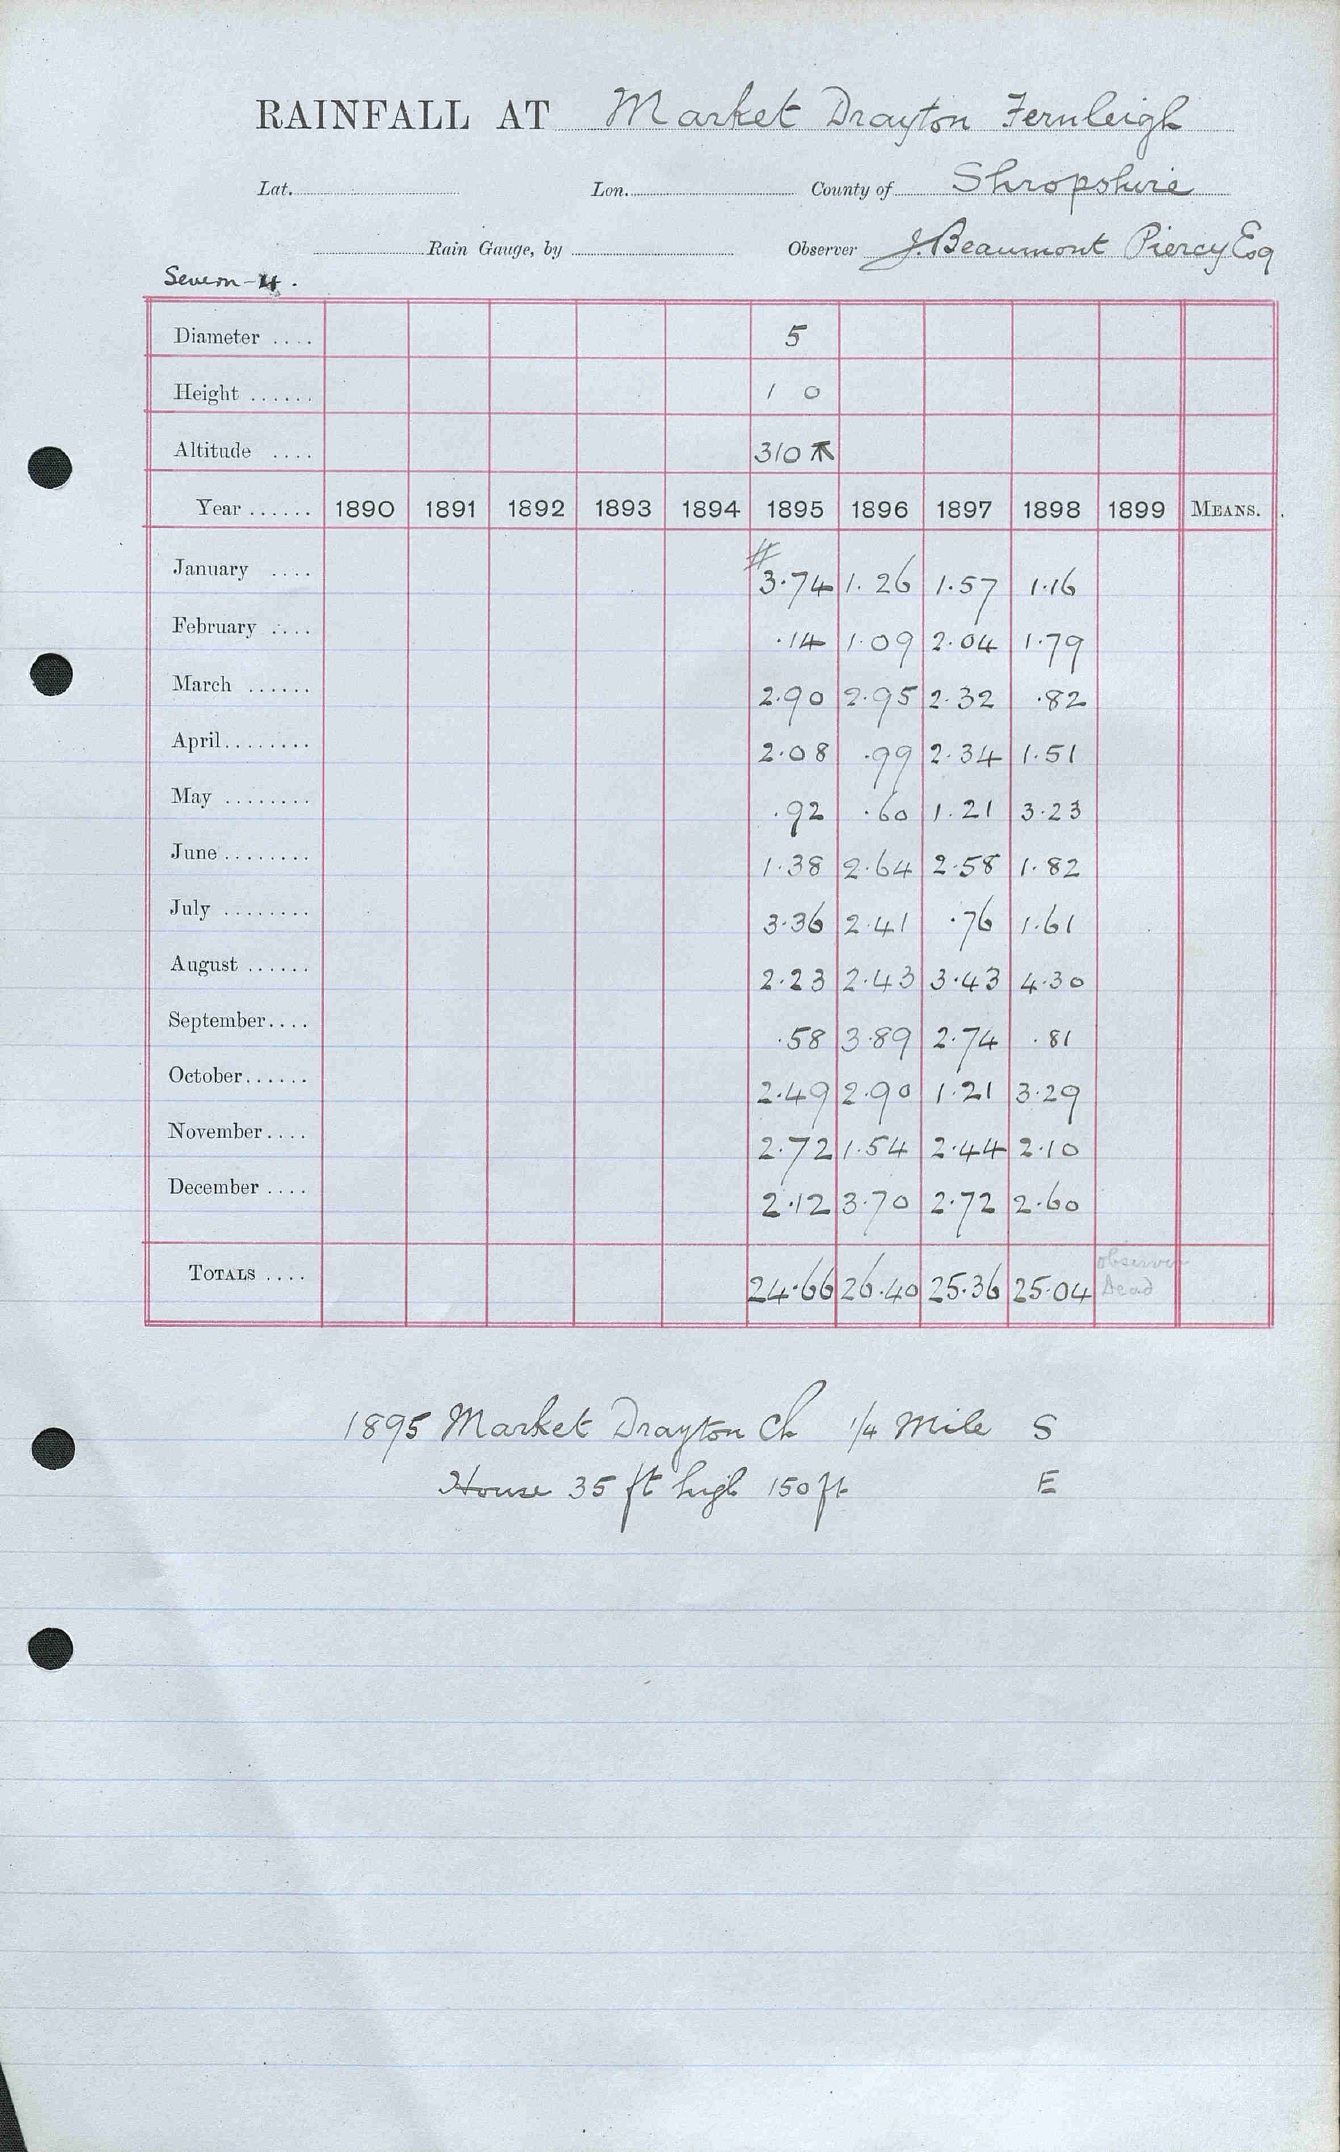 RAINFALL AT Market Drayton Fernleigh
Lat. Lon. County of Shropshire
Rain Gauge, by Observer J. Beaumont Piercy Esq
Severn - 4.
Diameter .... 5
Height ...... 1 0
Altitude .... 310
Year ...... 1890 1891 1892 1893 1894 1895 1896 1897 1898 1899 MEANS.
#
January .... 3.74 1.26 1.57 1.16
February .... .14 1.09 2.04 1.79
March ...... 2.90 2.95 2.32 .82
April ........ 2.08 .99 2.34 1.51
May ........ .92 .60 1.21 3.23
June ........ 1.38 2.64 2.58 1.82
July ........ 3.36 2.41 .76 1.61
August ...... 2.23 2.43 3.43 4.30
September.... .58 3.89 2.74 .81
October...... 2.49 2.90 1.21 3.29
November.... 2.72 1.54 2.44 2.10
December .... 2.12 3.70 2.72 2.60
TOTALS .... 24.66 26.40 25.36 25.04 observer Dead
1895 Market Drayton Ch 1/4 Mile S
House 35 ft high 150 ft E